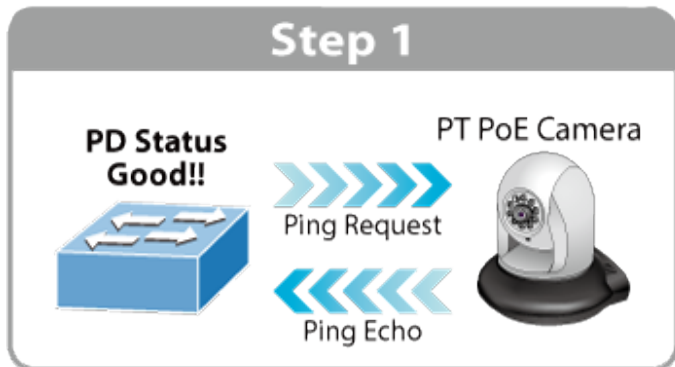 Step 1
PD Status
Good!!
PT PoE Camera
Ping Request
Ping Echo